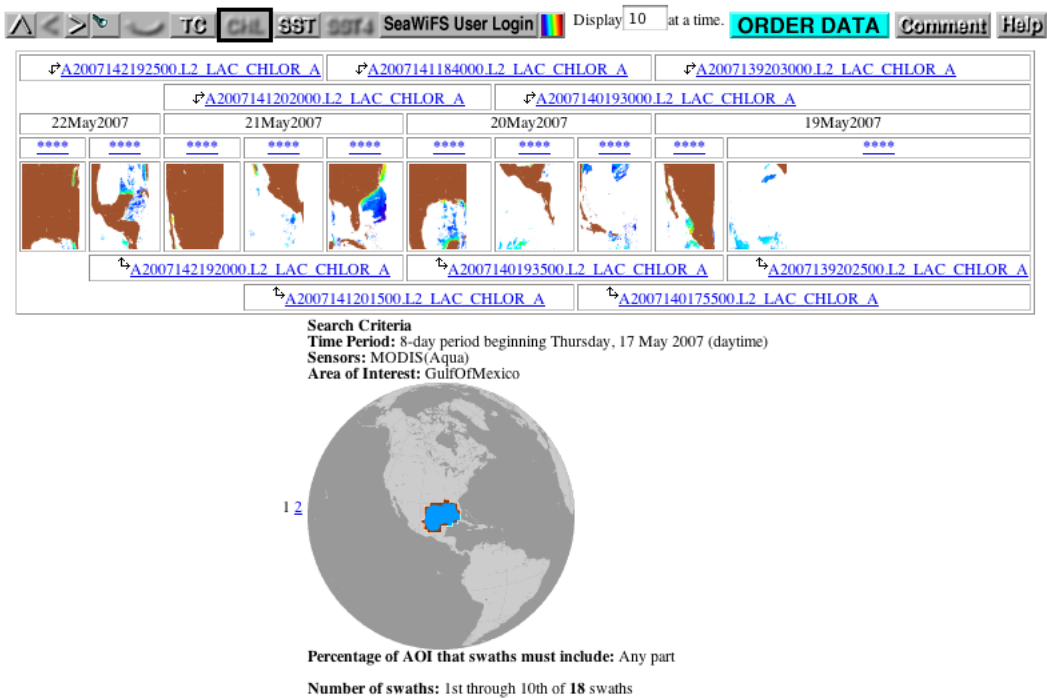 TC CHL SST SST4 SeaWiFS User Login Display 10 at a time. ORDER DATA Comment Help
A2007142192500.L2_LAC_CHLOR_A A2007141184000.L2_LAC_CHLOR_A A2007139203000.L2_LAC_CHLOR_A
A2007141202000.L2_LAC_CHLOR_A A2007140193000.L2_LAC_CHLOR_A
22May2007 21May2007 20May2007 19May2007
**** **** **** **** **** **** **** **** **** ****
A2007142192000.L2_LAC_CHLOR_A A2007140193500.L2_LAC_CHLOR_A A2007139202500.L2_LAC_CHLOR_A
A2007141201500.L2_LAC_CHLOR_A A2007140175500.L2_LAC_CHLOR_A
Search Criteria
Time Period: 8-day period beginning Thursday, 17 May 2007 (daytime)
Sensors: MODIS(Aqua)
Area of Interest: GulfOfMexico
1 2
Percentage of AOI that swaths must include: Any part
Number of swaths: 1st through 10th of 18 swaths